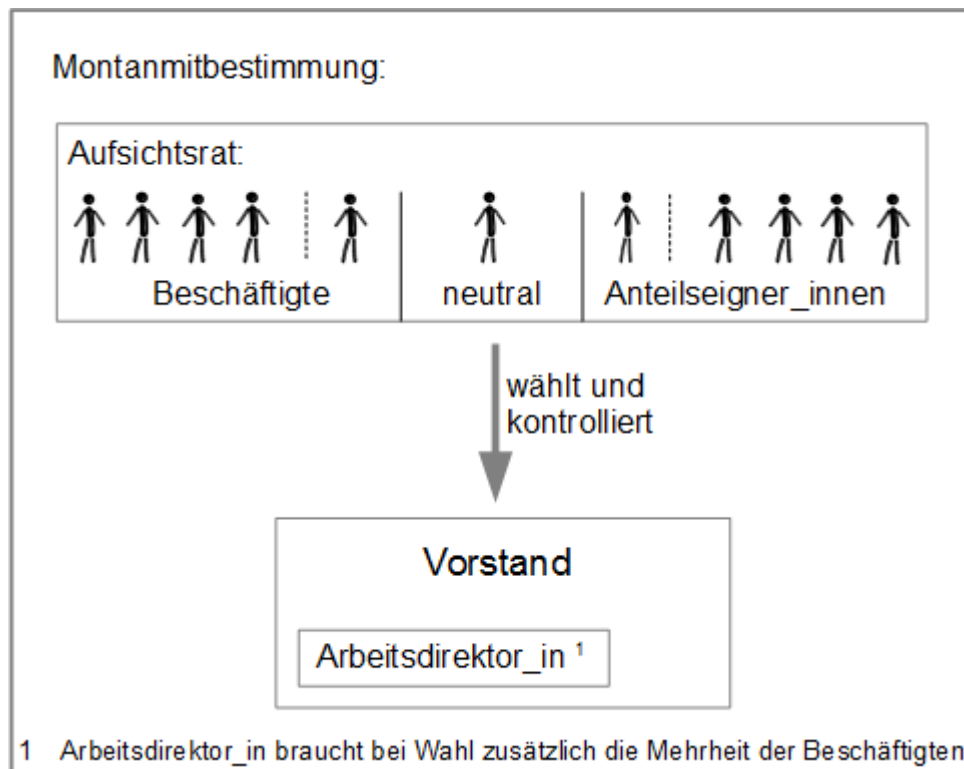 Montanmitbestimmung:
Aufsichtsrat:
Beschäftigte
neutral
Anteilseigner_innen
wählt und
kontrolliert
Vorstand
Arbeitsdirektor_in ¹
1 Arbeitsdirektor_in braucht bei Wahl zusätzlich die Mehrheit der Beschäftigten